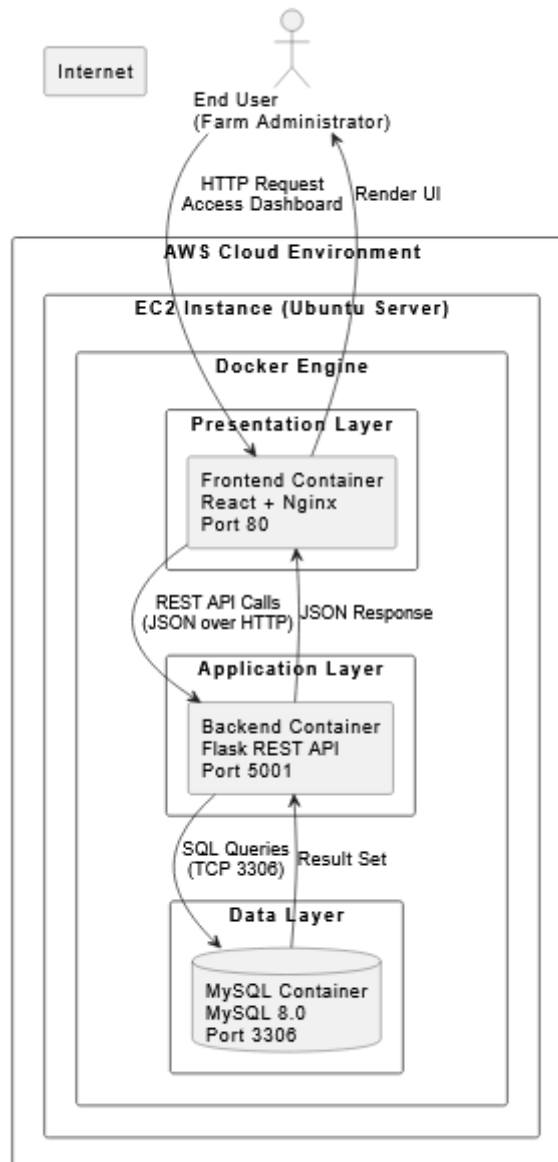 Internet
End User
(Farm Administrator)
HTTP Request
Access Dashboard
Render UI
AWS Cloud Environment
EC2 Instance (Ubuntu Server)
Docker Engine
Presentation Layer
Frontend Container
React + Nginx
Port 80
REST API Calls
(JSON over HTTP)
JSON Response
Application Layer
Backend Container
Flask REST API
Port 5001
SQL Queries
(TCP 3306)
Result Set
Data Layer
MySQL Container
MySQL 8.0
Port 3306